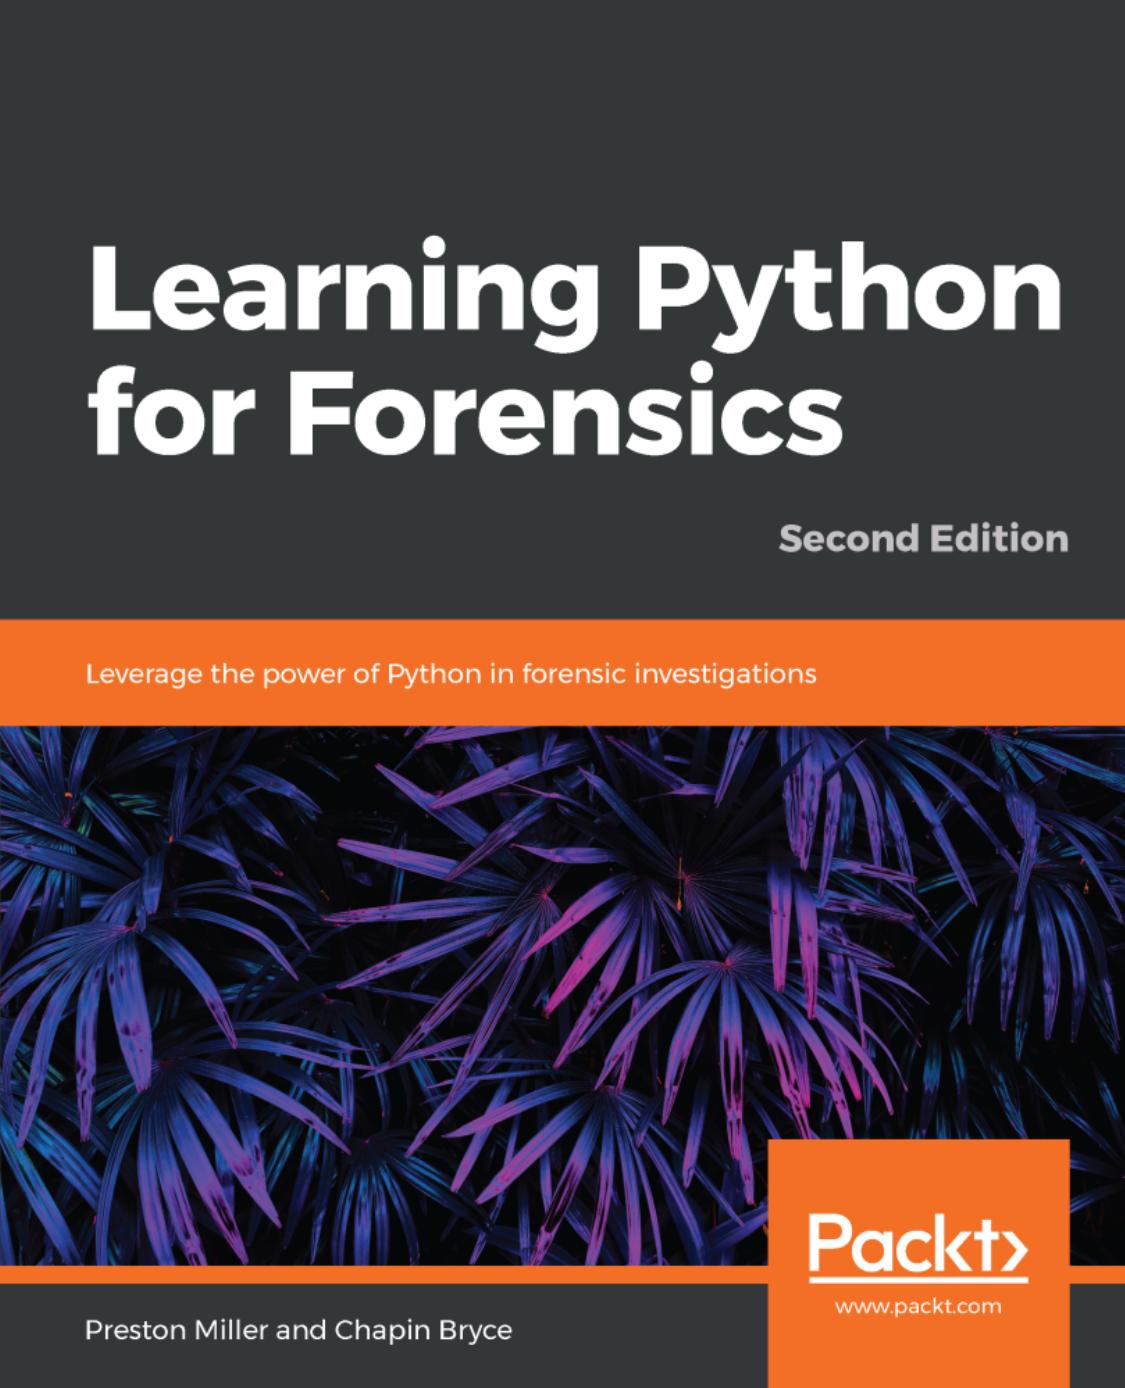 Learning Python
for Forensics
Second Edition
Leverage the power of Python in forensic investigations
Packt>
www.packt.com
Preston Miller and Chapin Bryce